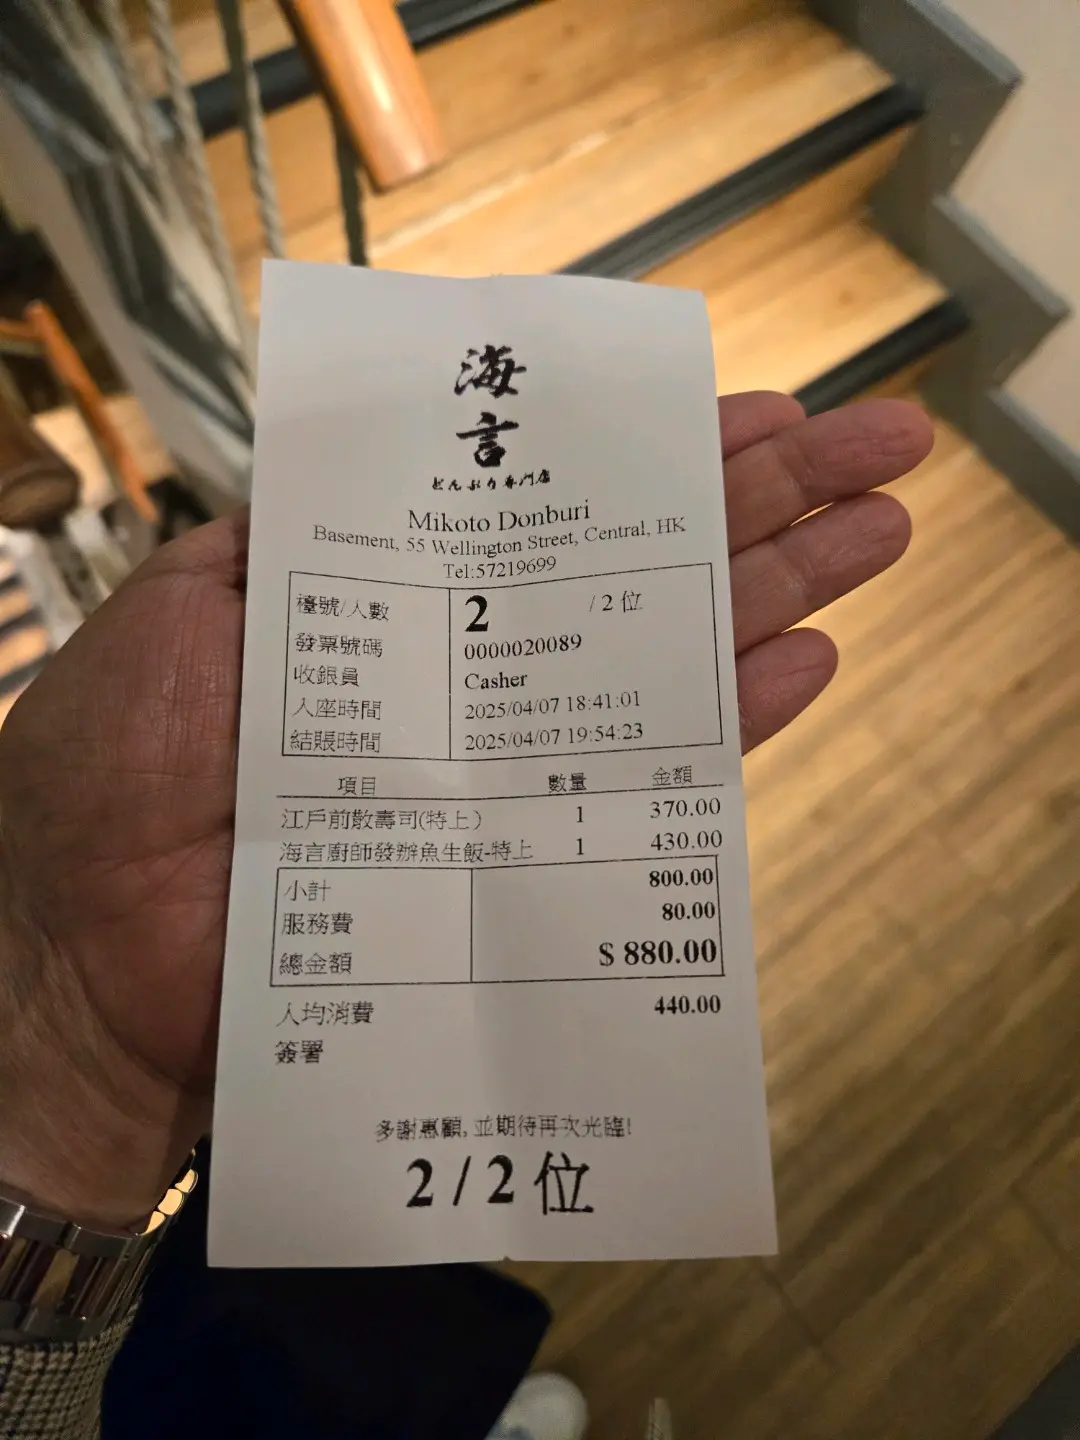 海
言
どんぶり専門店
Mikoto Donburi
Basement, 55 Wellington Street, Central, HK
Tel:57219699
檯號/人數 2 / 2 位
發票號碼 0000020089
收銀員 Casher
入座時間 2025/04/07 18:41:01
結賬時間 2025/04/07 19:54:23
項目 數量 金額
江戶前散壽司(特上) 1 370.00
海言廚師發辦魚生飯-特上 1 430.00
小計 800.00
服務費 80.00
總金額 $ 880.00
人均消費 440.00
簽署
多謝惠顧, 並期待再次光臨!
2 / 2 位